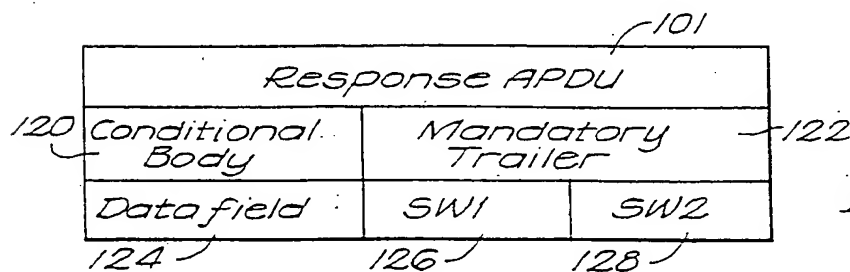 101
Response APDU
120 Conditional Mandatory 122
Body Trailer
Data field SW1 SW2
124 126 128